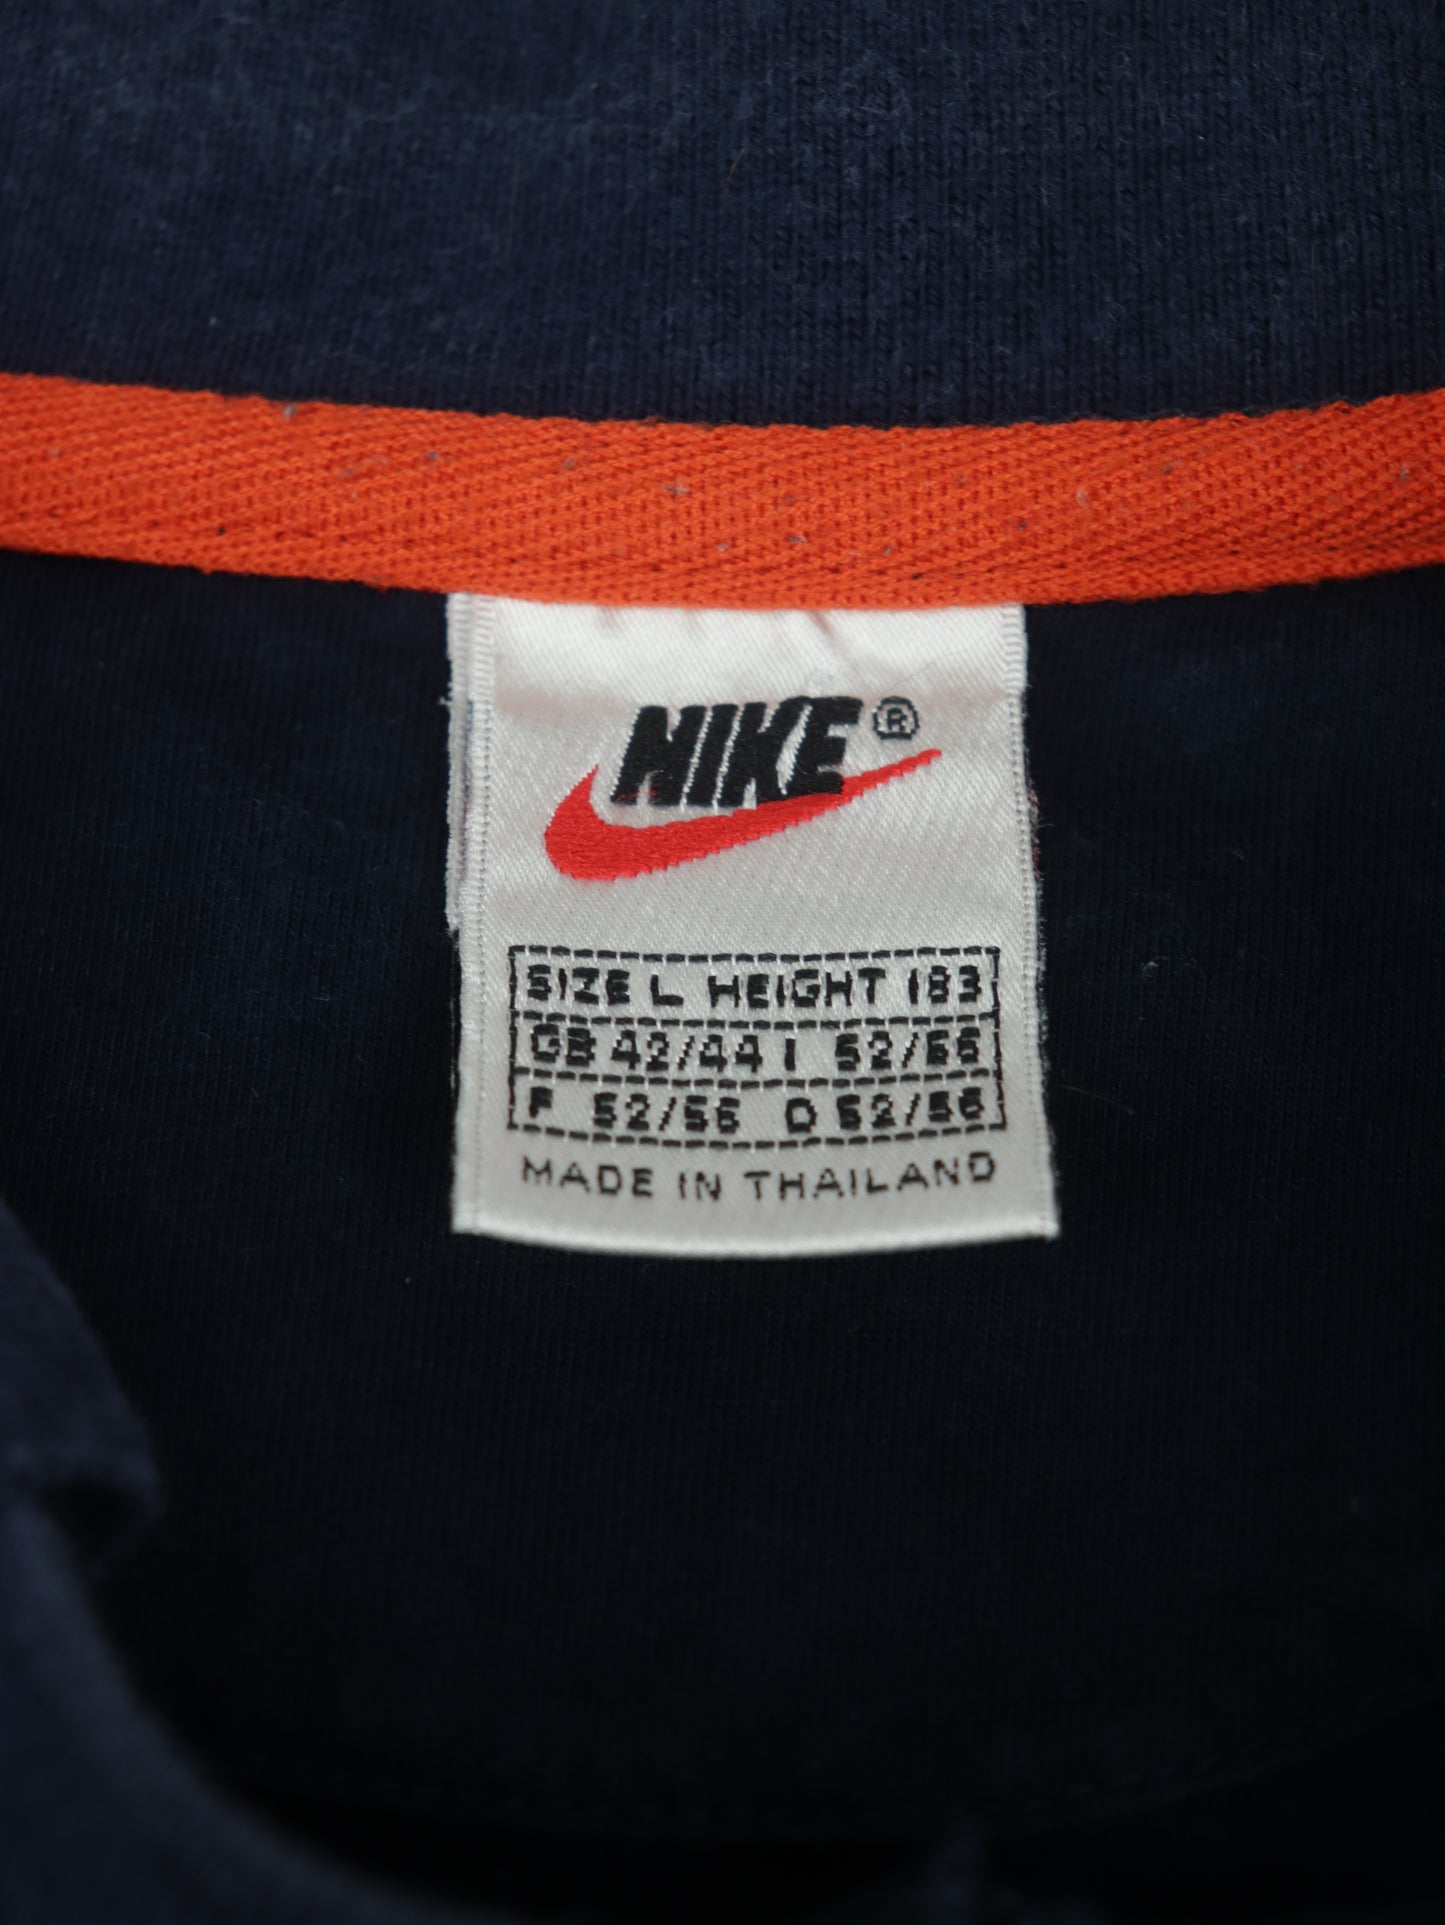 NIKE®
SIZE L HEIGHT 183
GB 42/44 I 52/56
F 52/56 D 52/56
MADE IN THAILAND